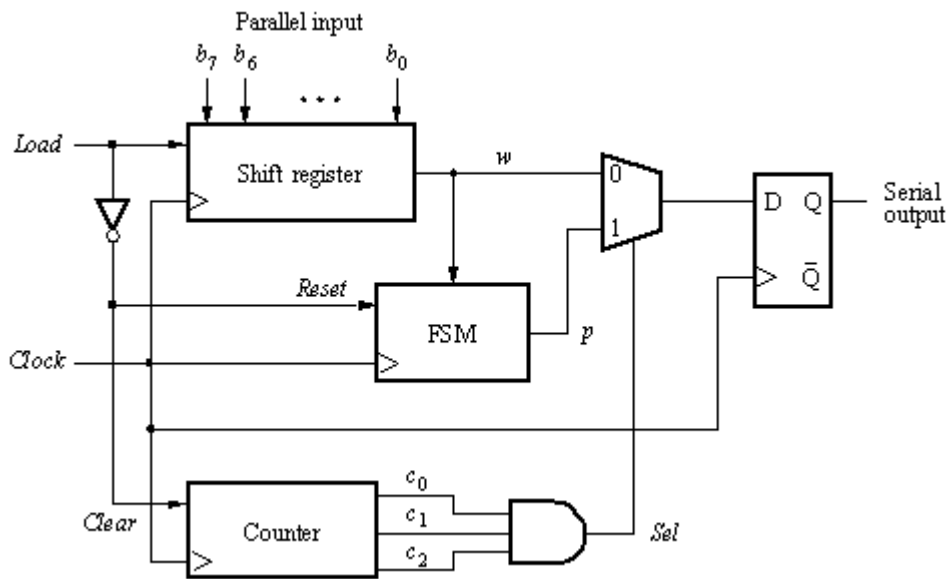 Parallel input
b7 b6 b0
Load
Shift register
w
0
1
D Q
Q̄
Serial
output
Reset
FSM
p
Clock
c0
c1
c2
Clear
Counter
Sel